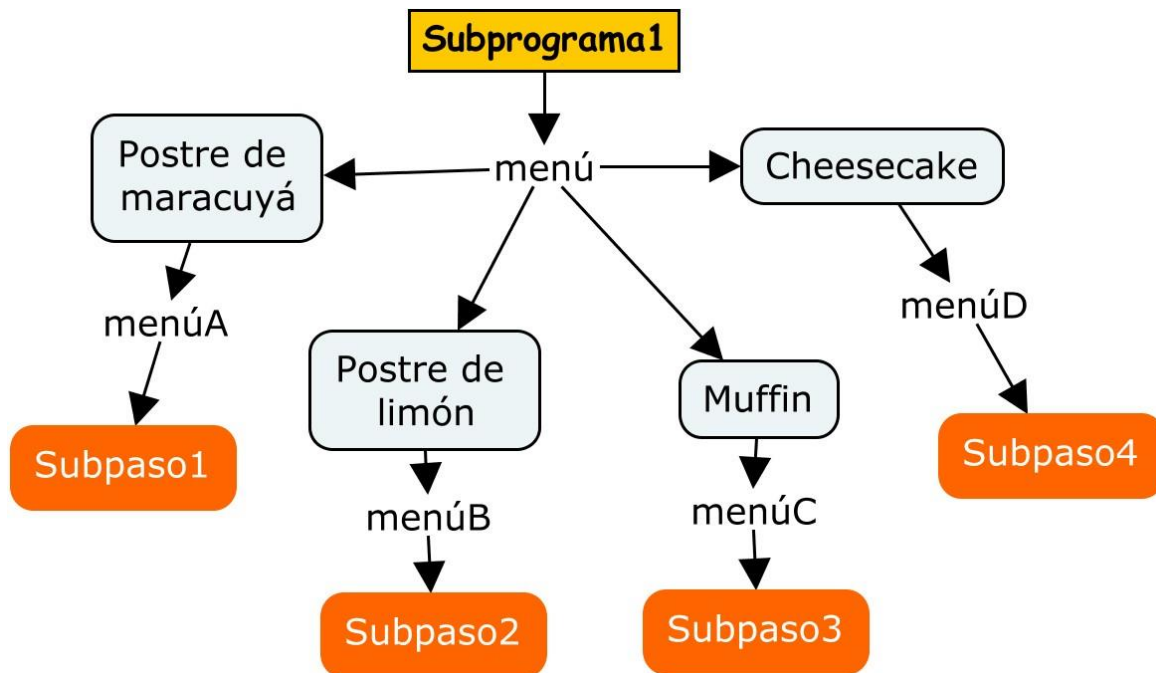 Subprograma1
Postre de
maracuyá
menú
Cheesecake
menúA
menúD
Postre de
limón
Muffin
Subpaso1
Subpaso4
menúB
menúC
Subpaso2
Subpaso3